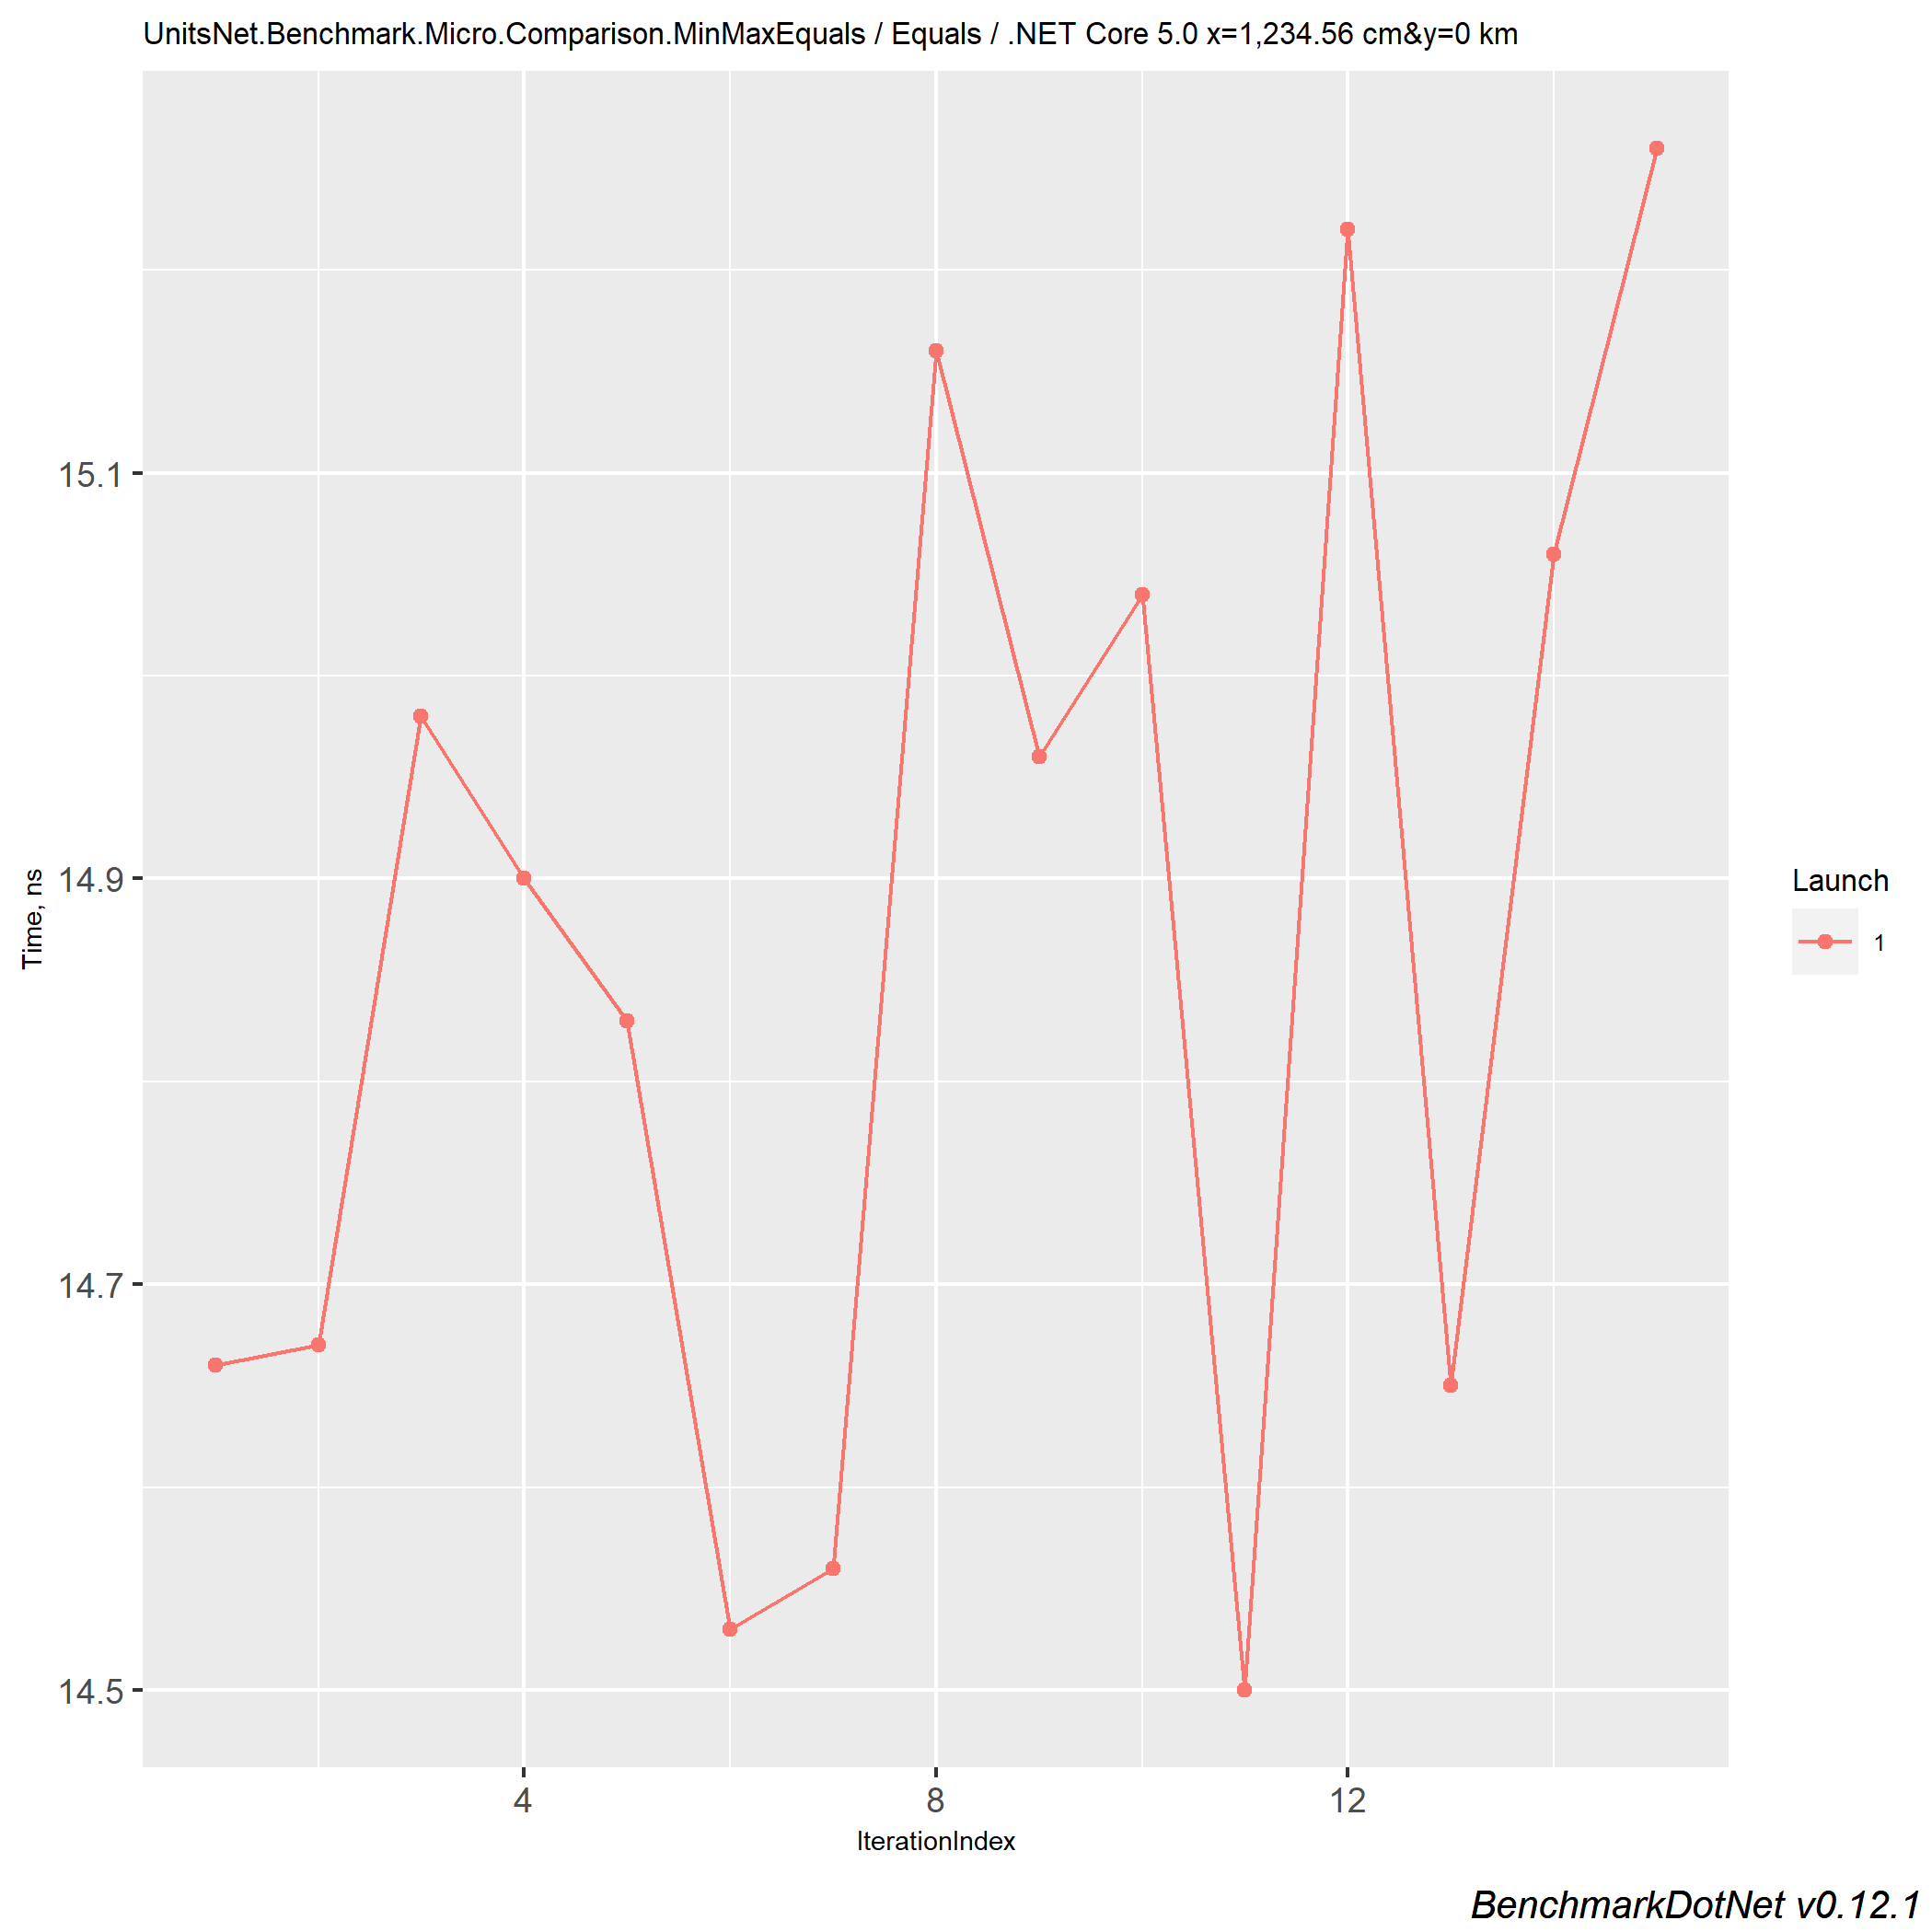 UnitsNet.Benchmark.Micro.Comparison.MinMaxEquals / Equals / .NET Core 5.0 x=1,234.56 cm&y=0 km
15.1
14.9
14.7
14.5
Time, ns
4
8
12
IterationIndex
Launch
1
BenchmarkDotNet v0.12.1